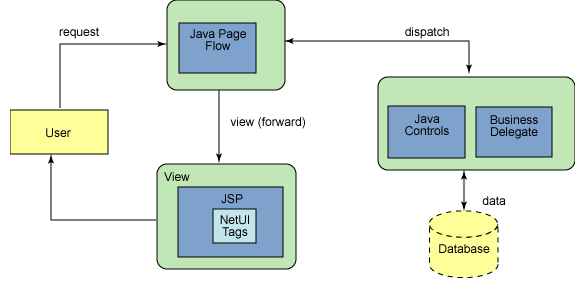 request
Java Page
Flow
dispatch
view (forward)
User
Java
Controls
Business
Delegate
View
JSP
NetUI
Tags
data
Database